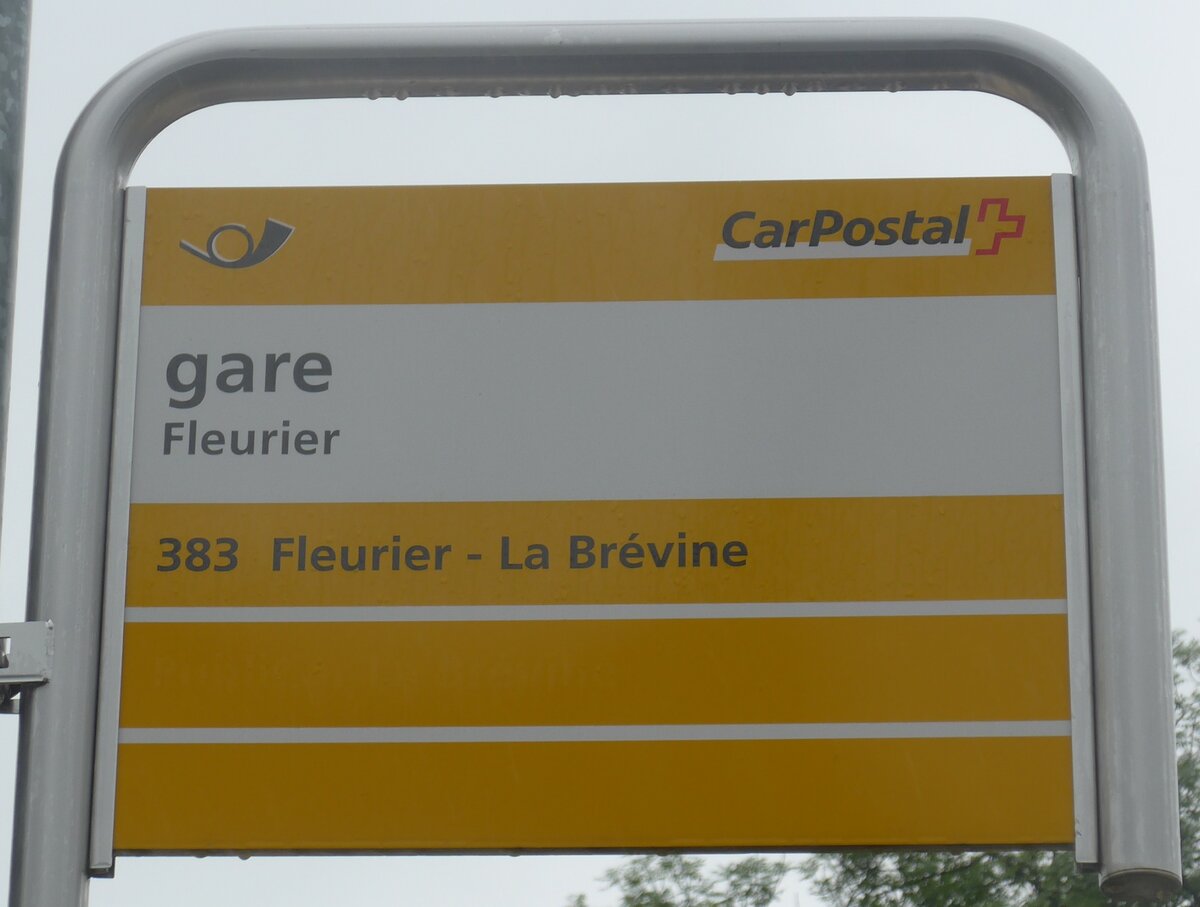 CarPostal
gare
Fleurier
383 Fleurier - La Brévine